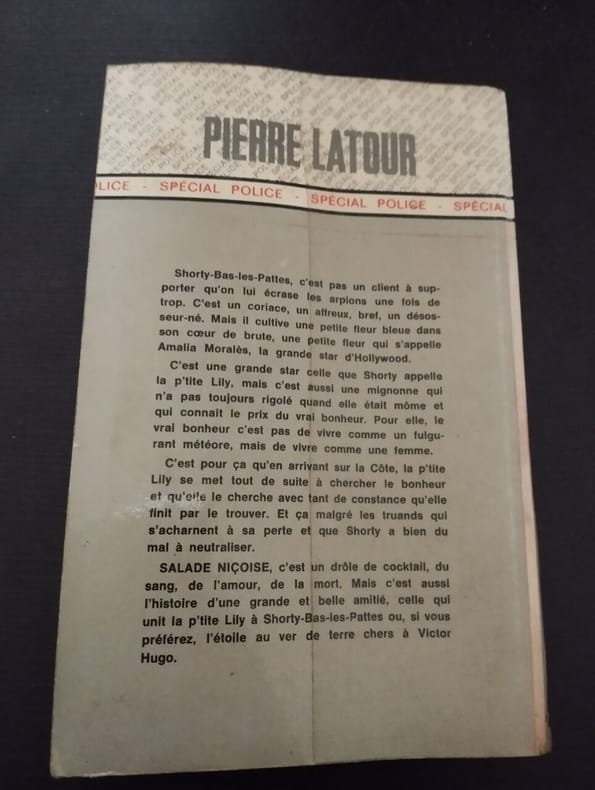 PIERRE LATOUR
LICE - SPÉCIAL POLICE - SPÉCIAL POLICE - SPÉCIAL
Shorty-Bas-les-Pattes, c'est pas un client à sup-
porter qu'on lui écrase les arpions une fois de
trop. C'est un coriace, un affreux, bref, un désos-
seur-né. Mais il cultive une petite fleur bleue dans
son cœur de brute, une petite fleur qui s'appelle
Amalia Moralès, la grande star d'Hollywood.
C'est une grande star celle que Shorty appelle
la p'tite Lily, mais c'est aussi une mignonne qui
n'a pas toujours rigolé quand elle était môme et
qui connaît le prix du vrai bonheur. Pour elle, le
vrai bonheur c'est pas de vivre comme un fulgu-
rant météore, mais de vivre comme une femme.
C'est pour ça qu'en arrivant sur la Côte, la p'tite
Lily se met tout de suite à chercher le bonheur
et qu'elle le cherche avec tant de constance qu'elle
finit par le trouver. Et ça malgré les truands qui
s'acharnent à sa perte et que Shorty a bien du
mal à neutraliser.
SALADE NIÇOISE, c'est un drôle de cocktail, du
sang, de l'amour, de la mort. Mais c'est aussi
l'histoire d'une grande et belle amitié, celle qui
unit la p'tite Lily à Shorty-Bas-les-Pattes ou, si vous
préférez, l'étoile au ver de terre chers à Victor
Hugo.